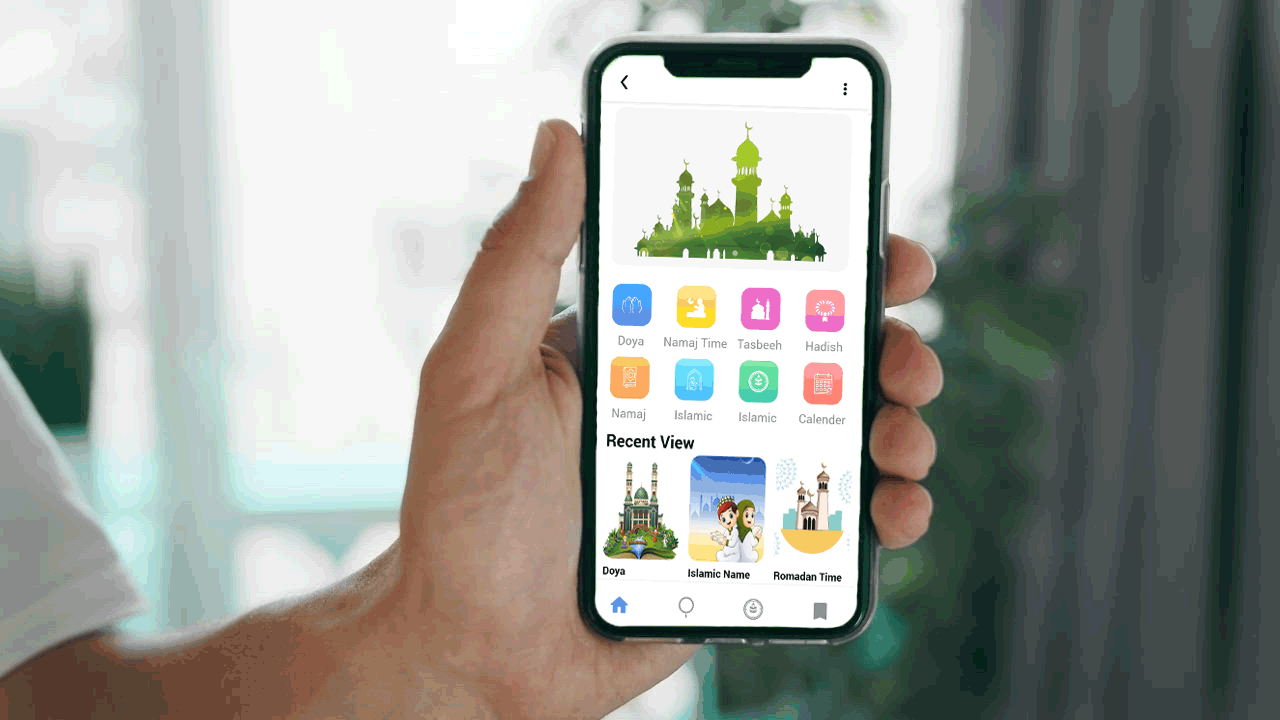 Doya
Namaj Time
Tasbeeh
Hadish
Namaj
Islamic
Islamic
Calender
Recent View
Doya
Islamic Name
Romadan Time